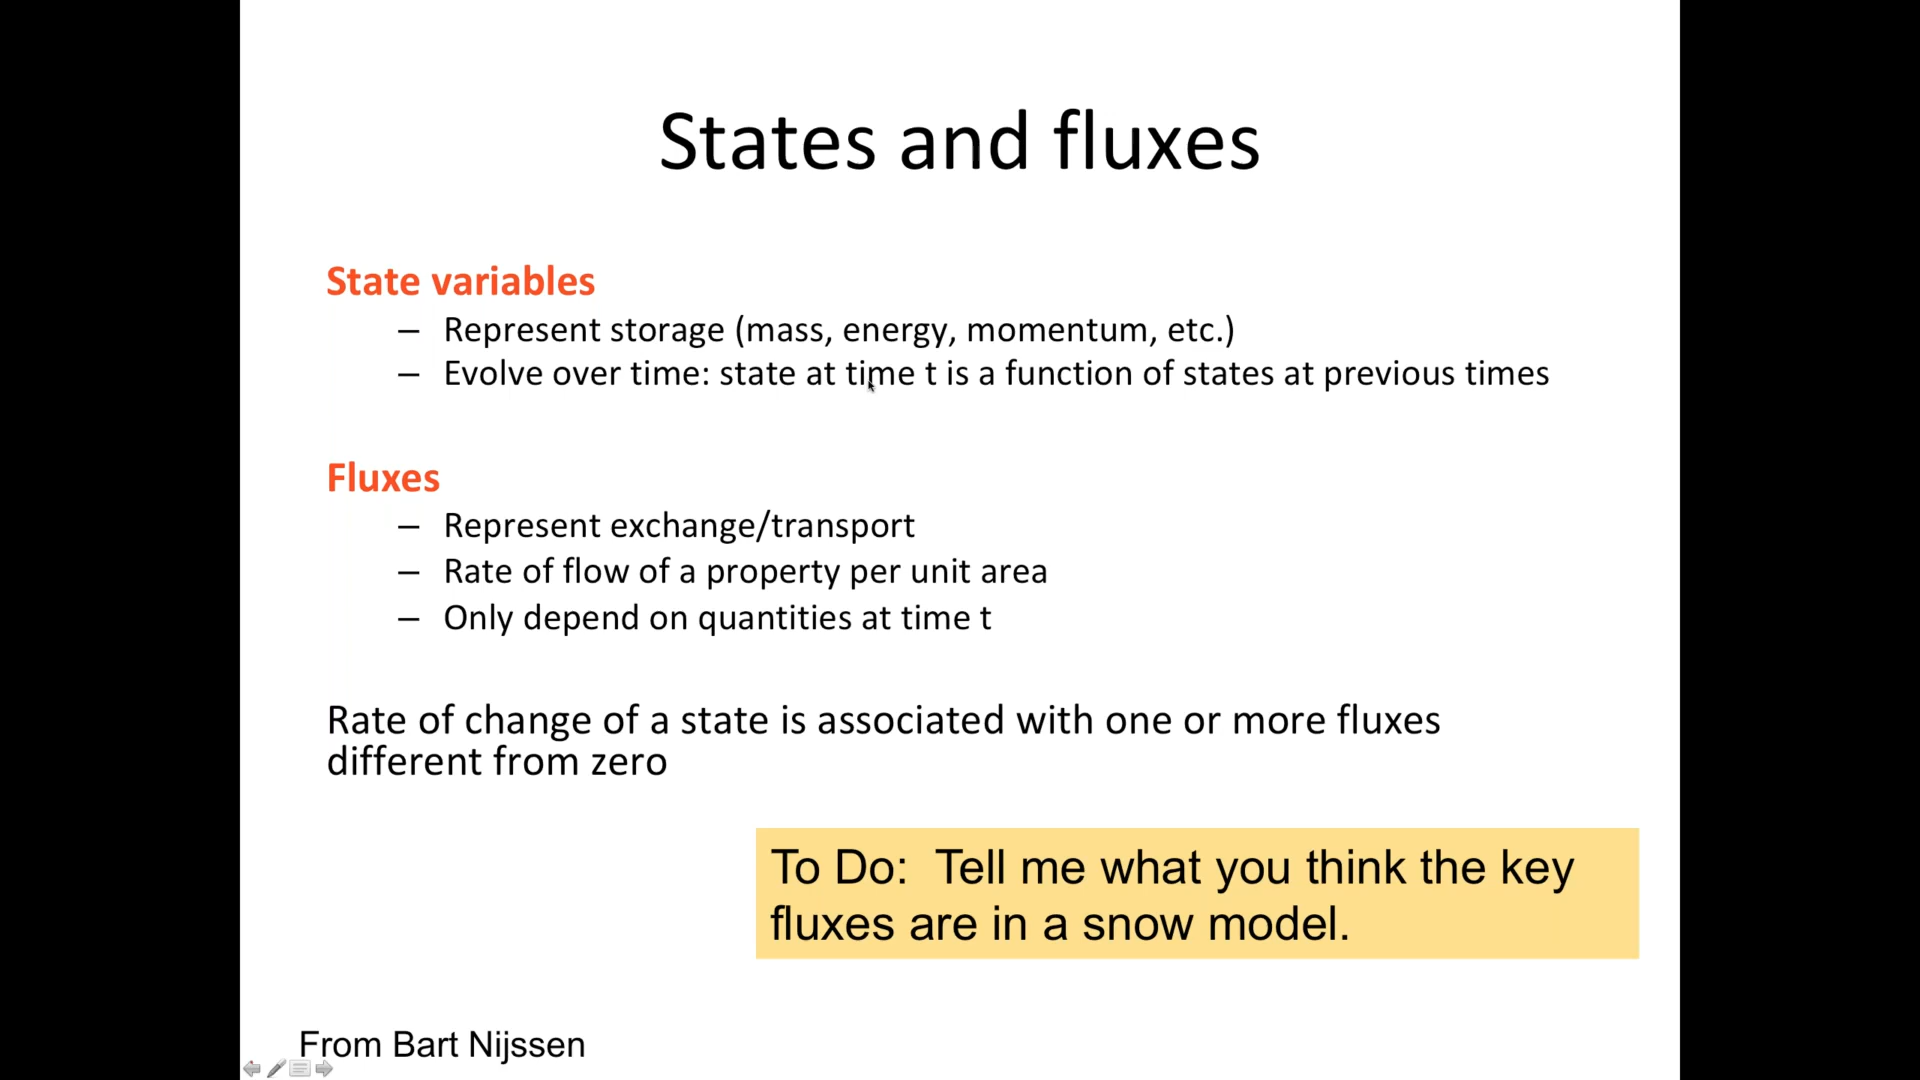 States and fluxes
State variables
– Represent storage (mass, energy, momentum, etc.)
– Evolve over time: state at time t is a function of states at previous times
Fluxes
– Represent exchange/transport
– Rate of flow of a property per unit area
– Only depend on quantities at time t
Rate of change of a state is associated with one or more fluxes
different from zero
To Do:  Tell me what you think the key
fluxes are in a snow model.
From Bart Nijssen